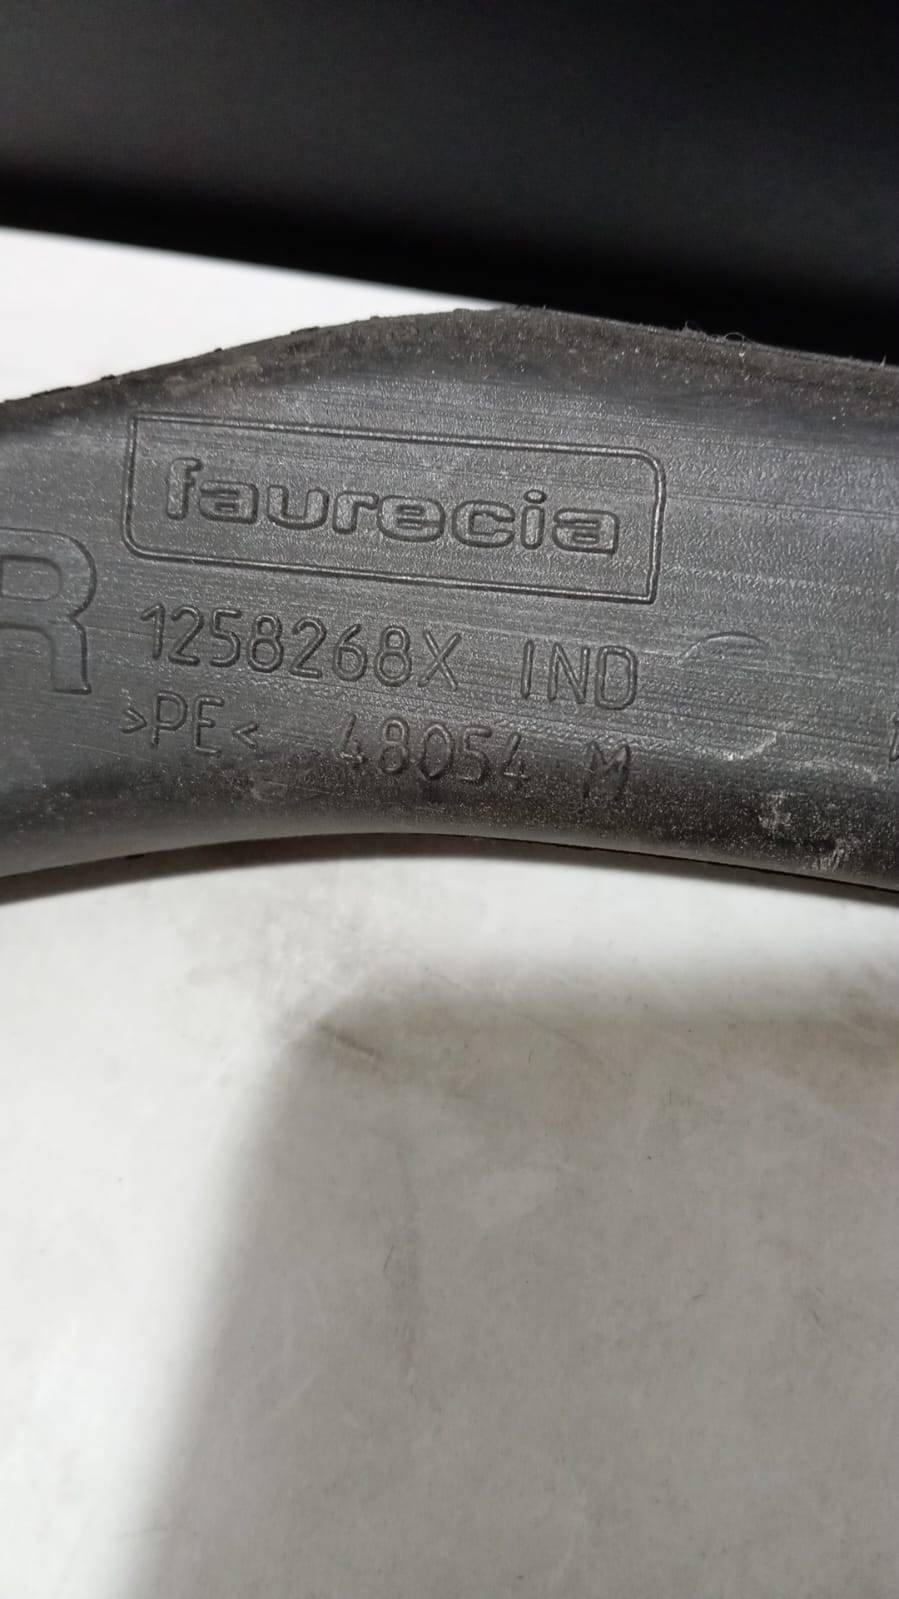 faurecia
R
1258268X IND
>PE< 48054 M